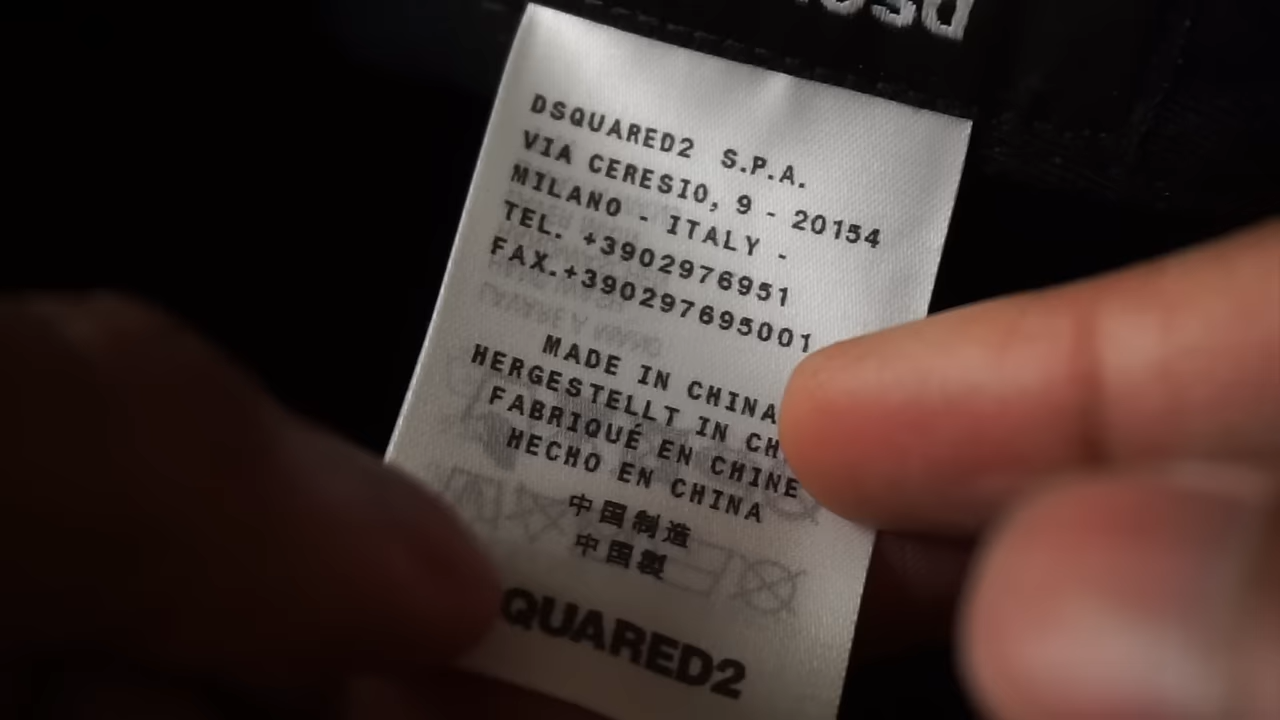 DSQUARED2 S.P.A.
VIA CERESIO, 9 - 20154
MILANO - ITALY -
TEL. +3902976951
FAX.+390297695001
MADE IN CHINA
HERGESTELLT IN CH
FABRIQUÉ EN CHINE
HECHO EN CHINA
中国制造
中国製
QUARED2